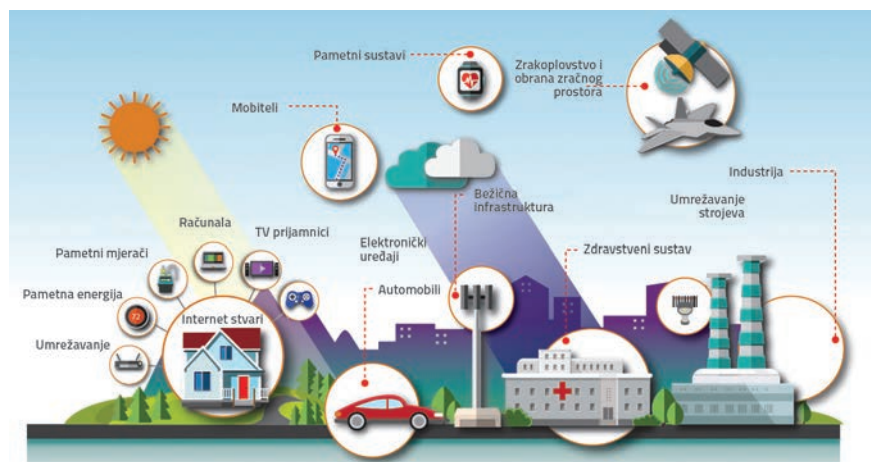 Pametni sustavi
Zrakoplovstvo i
obrana zračnog
prostora
Mobiteli
Industrija
Bežična
infrastruktura
Umrežavanje
strojeva
Računala
TV prijamnici
Elektronički
uređaji
Zdravstveni sustav
Pametni mjerači
Automobili
Pametna energija
72
Internet stvari
Umrežavanje